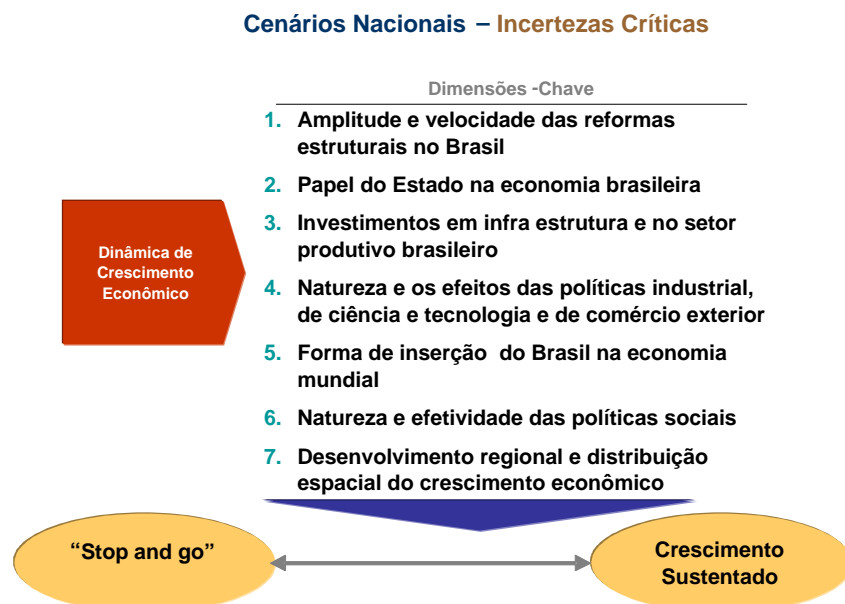 Cenários Nacionais – Incertezas Críticas
Dimensões -Chave
1. Amplitude e velocidade das reformas
estruturais no Brasil
2. Papel do Estado na economia brasileira
3. Investimentos em infra estrutura e no setor
produtivo brasileiro
Dinâmica de
Crescimento
Econômico
4. Natureza e os efeitos das políticas industrial,
de ciência e tecnologia e de comércio exterior
5. Forma de inserção do Brasil na economia
mundial
6. Natureza e efetividade das políticas sociais
7. Desenvolvimento regional e distribuição
espacial do crescimento econômico
“Stop and go”
Crescimento
Sustentado